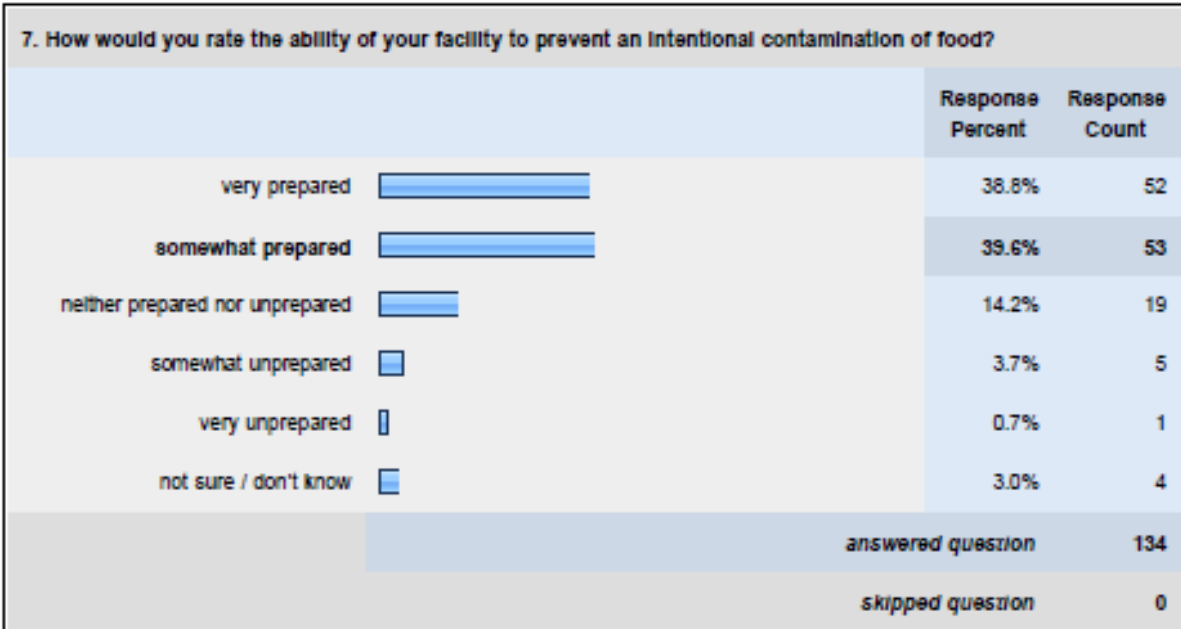 7. How would you rate the ability of your facility to prevent an intentional contamination of food?
Response Percent Response Count
very prepared 38.8% 52
somewhat prepared 39.6% 53
neither prepared nor unprepared 14.2% 19
somewhat unprepared 3.7% 5
very unprepared 0.7% 1
not sure / don't know 3.0% 4
answered question 134
skipped question 0